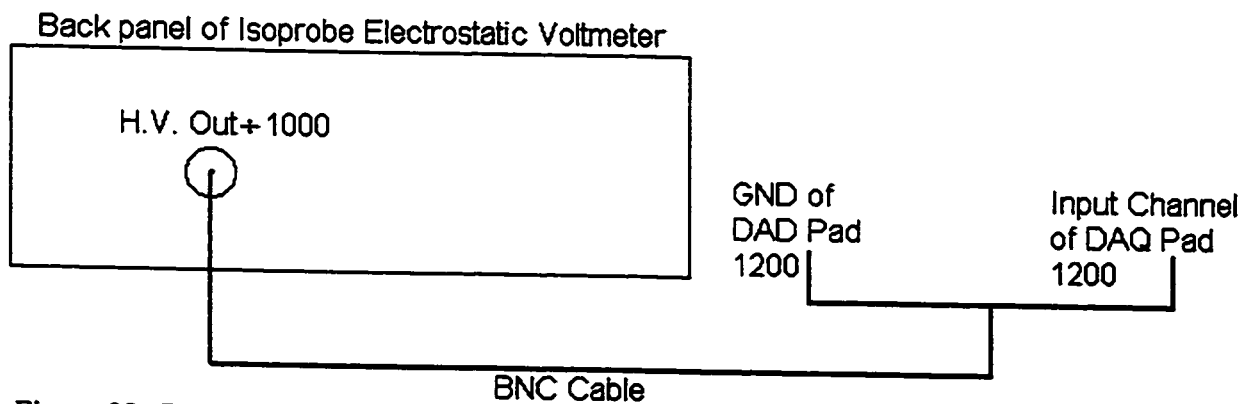 Back panel of Isoprobe Electrostatic Voltmeter
H.V. Out÷1000
GND of
DAD Pad
1200
Input Channel
of DAQ Pad
1200
BNC Cable